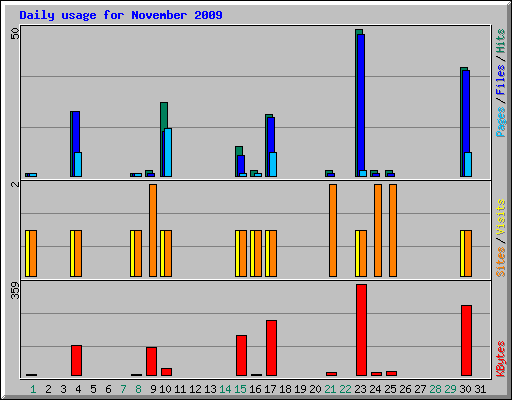 Daily usage for November 2009
50
2
359
Pages/Files/Hits
Sites/Visits
KBytes
1 2 3 4 5 6 7 8 9 10 11 12 13 14 15 16 17 18 19 20 21 22 23 24 25 26 27 28 29 30 31